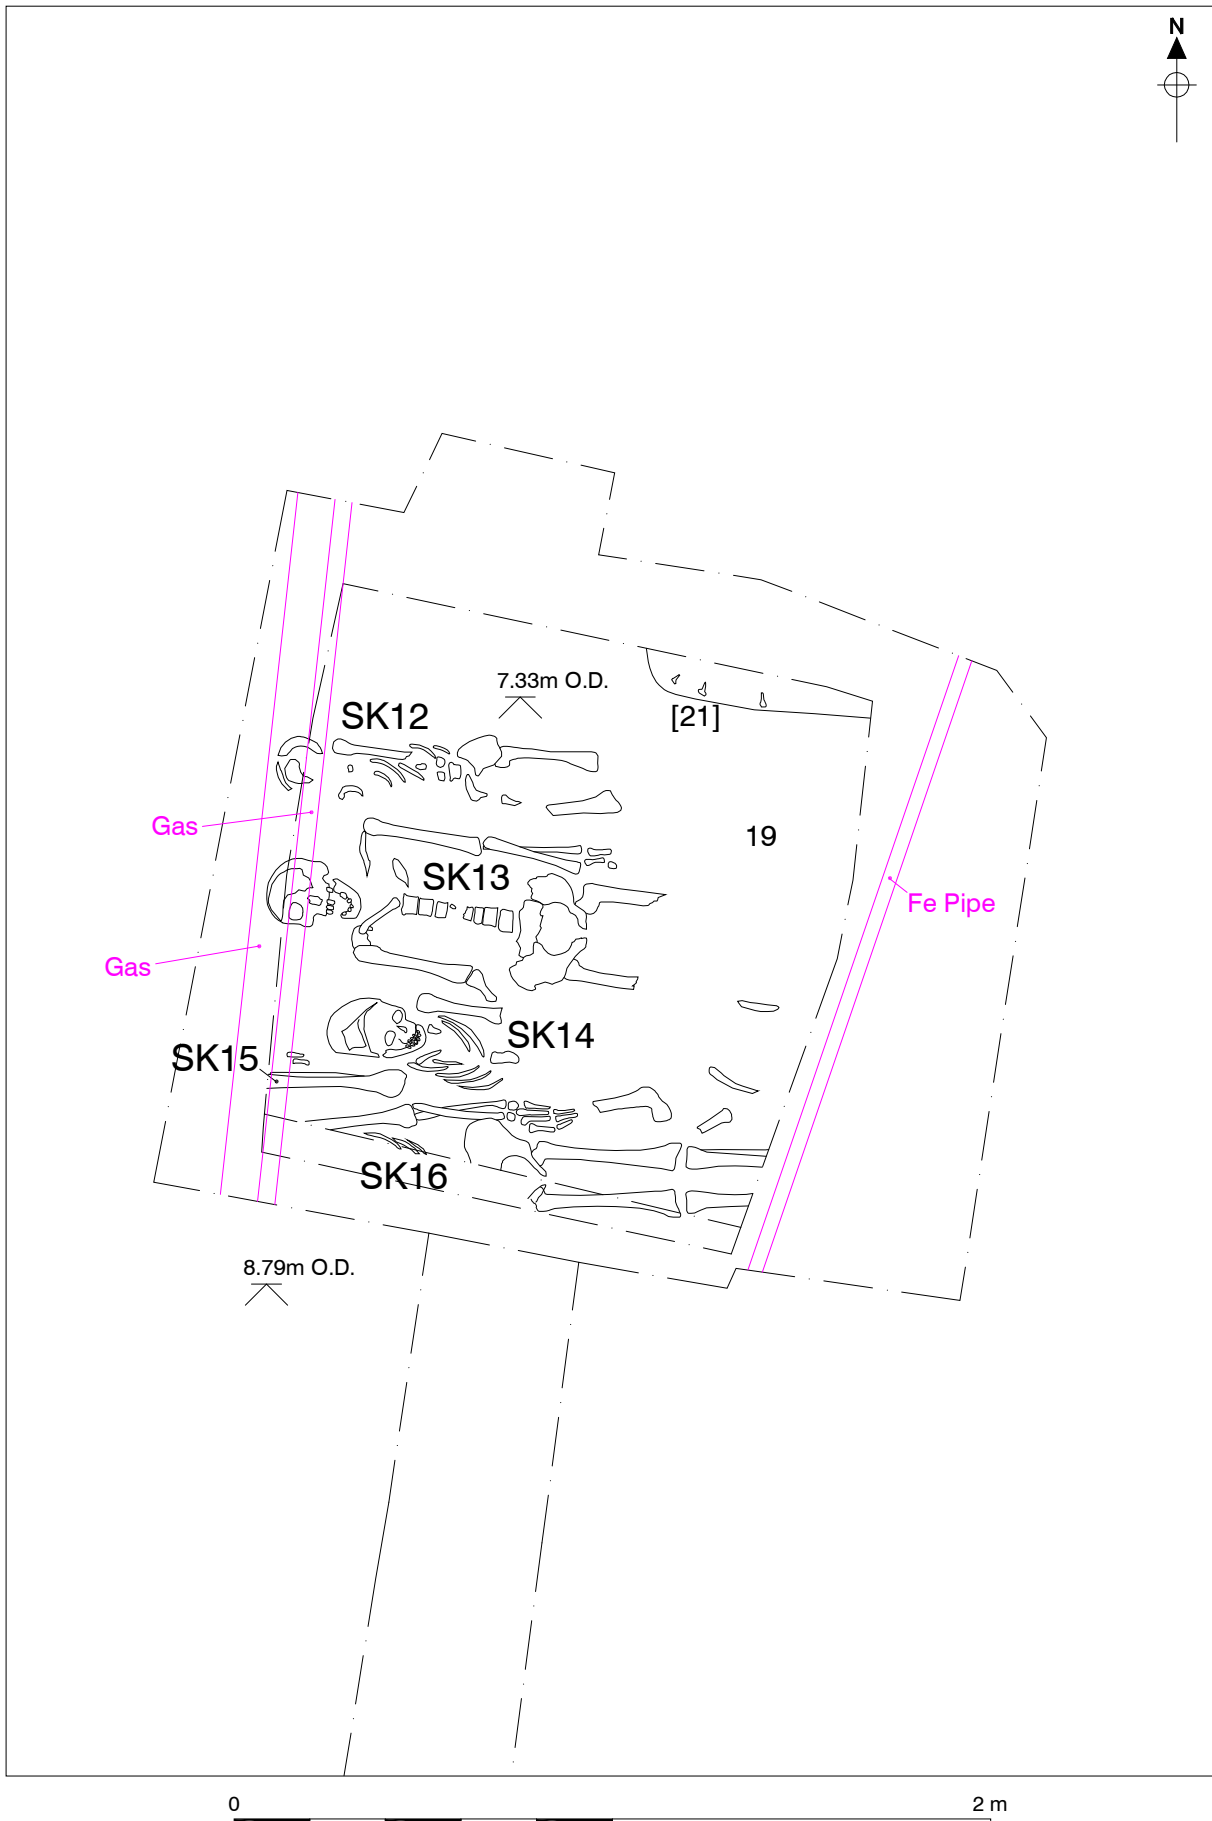 N
7.33m O.D.
SK12
[21]
Gas
19
SK13
Fe Pipe
Gas
SK14
SK15
SK16
8.79m O.D.
0
2 m